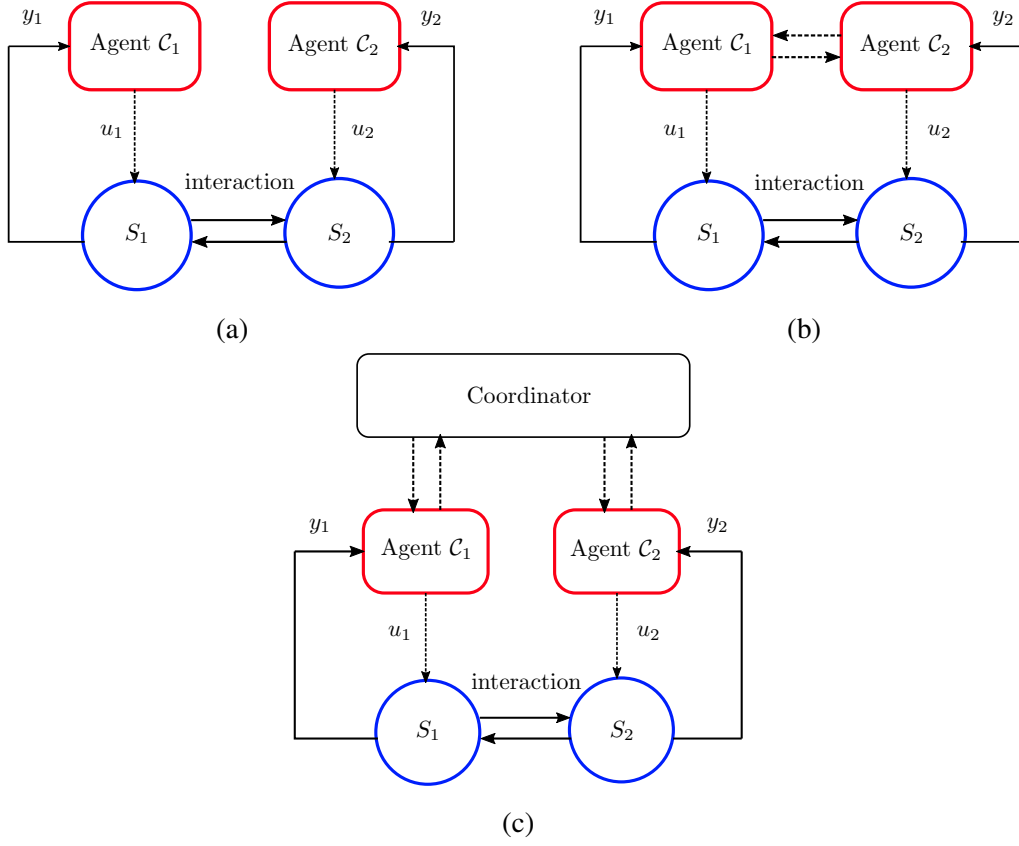 y₁ Agent 𝒞₁ Agent 𝒞₂ y₂
u₁ u₂
interaction
S₁ S₂
(a)
y₁ Agent 𝒞₁ Agent 𝒞₂ y₂
u₁ u₂
interaction
S₁ S₂
(b)
Coordinator
y₁ Agent 𝒞₁ Agent 𝒞₂ y₂
u₁ u₂
interaction
S₁ S₂
(c)